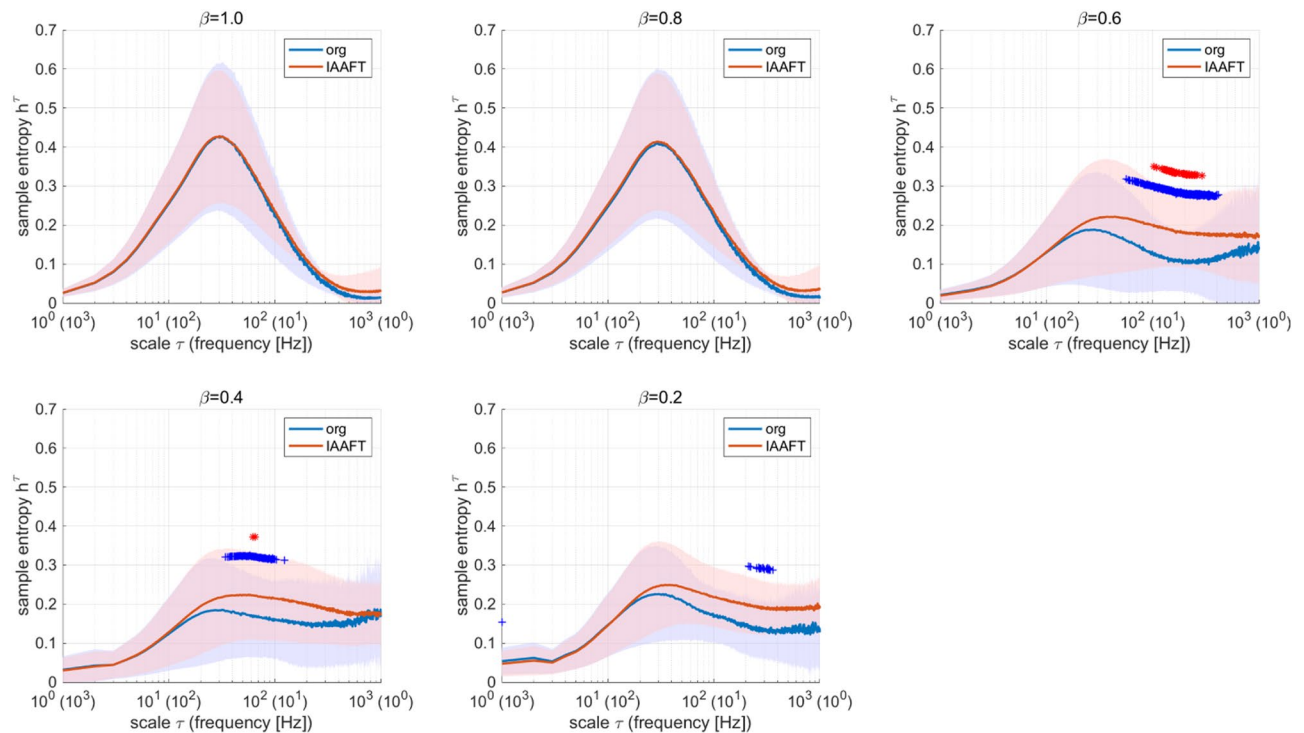 β=1.0
org
IAAFT
sample entropy h^τ
0.7
0.6
0.5
0.4
0.3
0.2
0.1
0
10^0 (10^3)
10^1 (10^2)
10^2 (10^1)
10^3 (10^0)
scale τ (frequency [Hz])
β=0.8
org
IAAFT
sample entropy h^τ
0.7
0.6
0.5
0.4
0.3
0.2
0.1
0
10^0 (10^3)
10^1 (10^2)
10^2 (10^1)
10^3 (10^0)
scale τ (frequency [Hz])
β=0.6
org
IAAFT
sample entropy h^τ
0.7
0.6
0.5
0.4
0.3
0.2
0.1
0
10^0 (10^3)
10^1 (10^2)
10^2 (10^1)
10^3 (10^0)
scale τ (frequency [Hz])
β=0.4
org
IAAFT
sample entropy h^τ
0.7
0.6
0.5
0.4
0.3
0.2
0.1
0
10^0 (10^3)
10^1 (10^2)
10^2 (10^1)
10^3 (10^0)
scale τ (frequency [Hz])
β=0.2
org
IAAFT
sample entropy h^τ
0.7
0.6
0.5
0.4
0.3
0.2
0.1
0
10^0 (10^3)
10^1 (10^2)
10^2 (10^1)
10^3 (10^0)
scale τ (frequency [Hz])